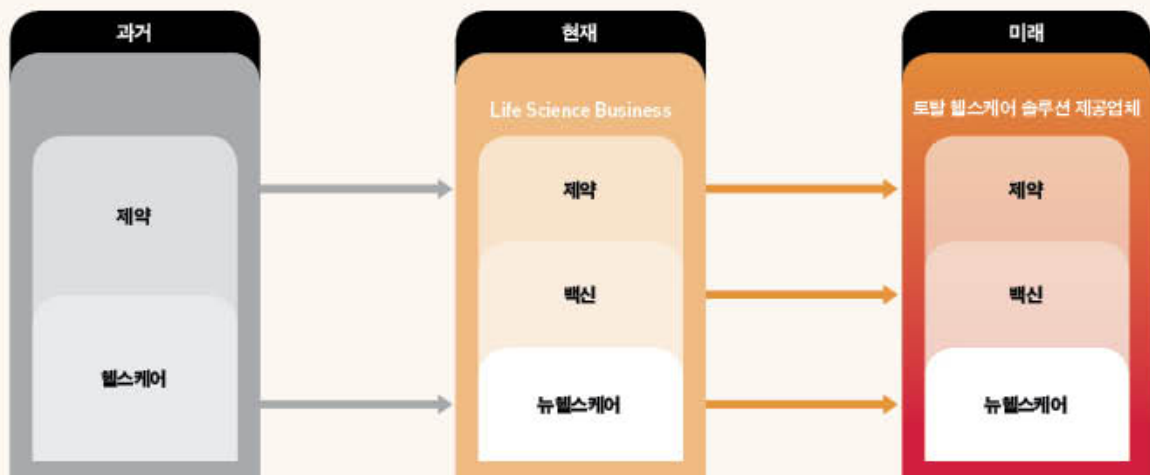 과거
제약
헬스케어
현재
Life Science Business
제약
백신
뉴헬스케어
미래
토탈 헬스케어 솔루션 제공업체
제약
백신
뉴헬스케어